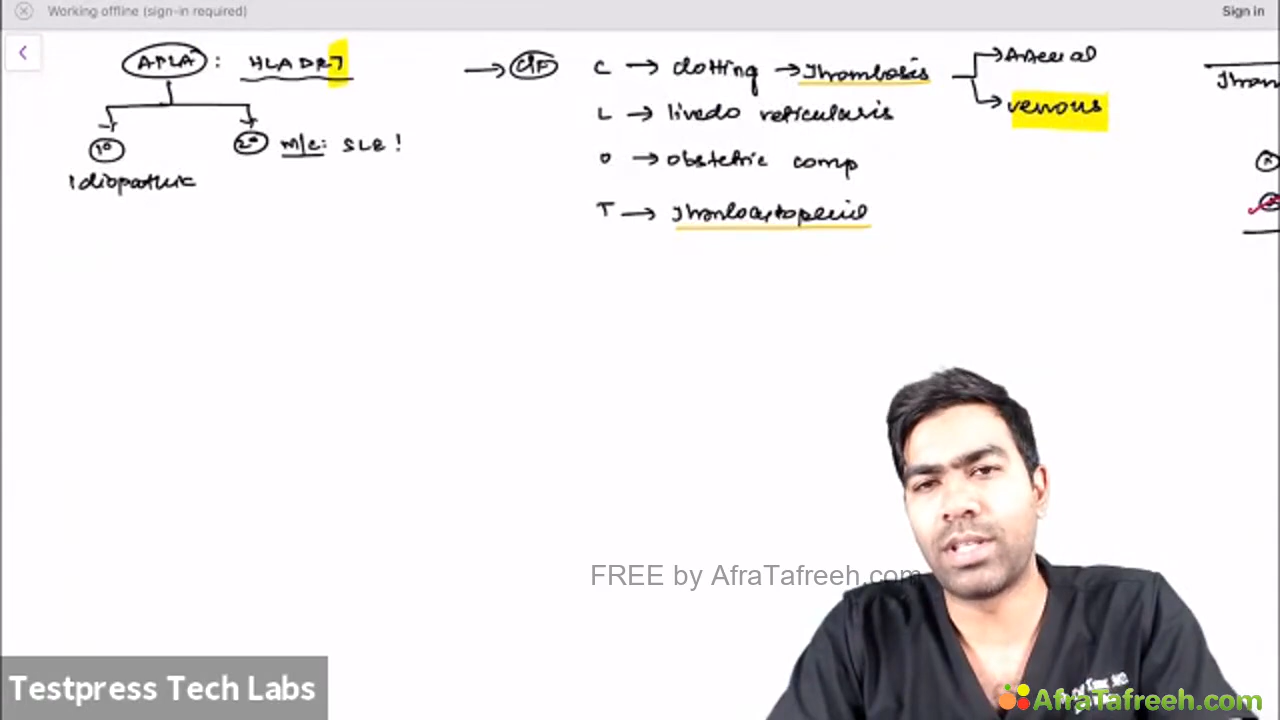 Working offline (sign-in required)
Sign in
APLA : HLA DR7
1°
Idiopathic
2° M/C: SLE !
→ C/F
C → clotting → Thrombosis
Arterial
venous
L → livedo reticularis
O → obstetric comp
T → Thrombocytopenia
FREE by AfraTafreeh.com
Testpress Tech Labs
AfraTafreeh.com